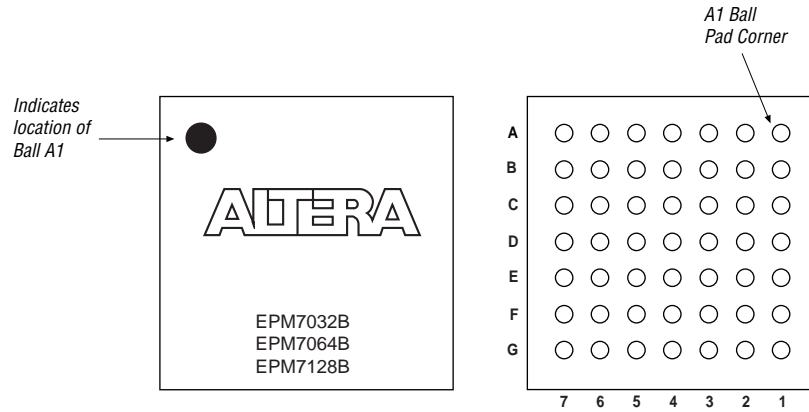 A1 Ball
Pad Corner
Indicates
location of
Ball A1
ALTERA
EPM7032B
EPM7064B
EPM7128B
A
B
C
D
E
F
G
7 6 5 4 3 2 1